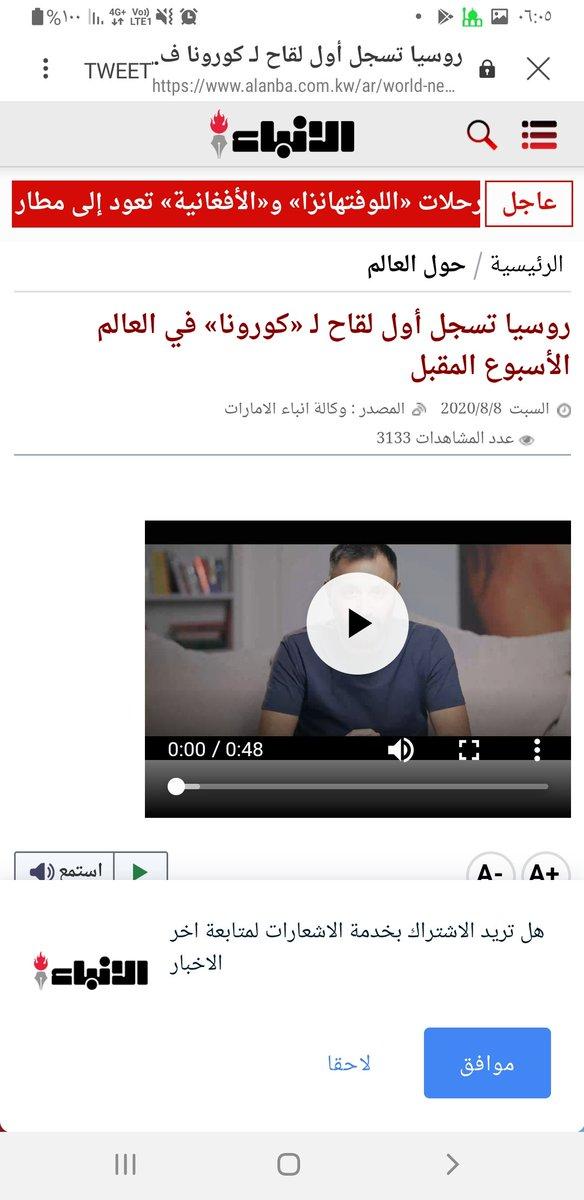 %١٠٠ 4G+ Vo)) LTE1 ٠٦:٠٥
روسيا تسجل أول لقاح لـ كورونا ف..
TWEET
https://www.alanba.com.kw/ar/world-ne...
الأنباء
عاجل
رحلات «اللوفتهانزا» و«الأفغانية» تعود إلى مطار
الرئيسية / حول العالم
روسيا تسجل أول لقاح لـ «كورونا» في العالم
الأسبوع المقبل
السبت 2020/8/8 المصدر : وكالة انباء الامارات
عدد المشاهدات 3133
0:00 / 0:48
استمع
A- A+
هل تريد الاشتراك بخدمة الاشعارات لمتابعة اخر
الاخبار
الأنباء
موافق
لاحقا